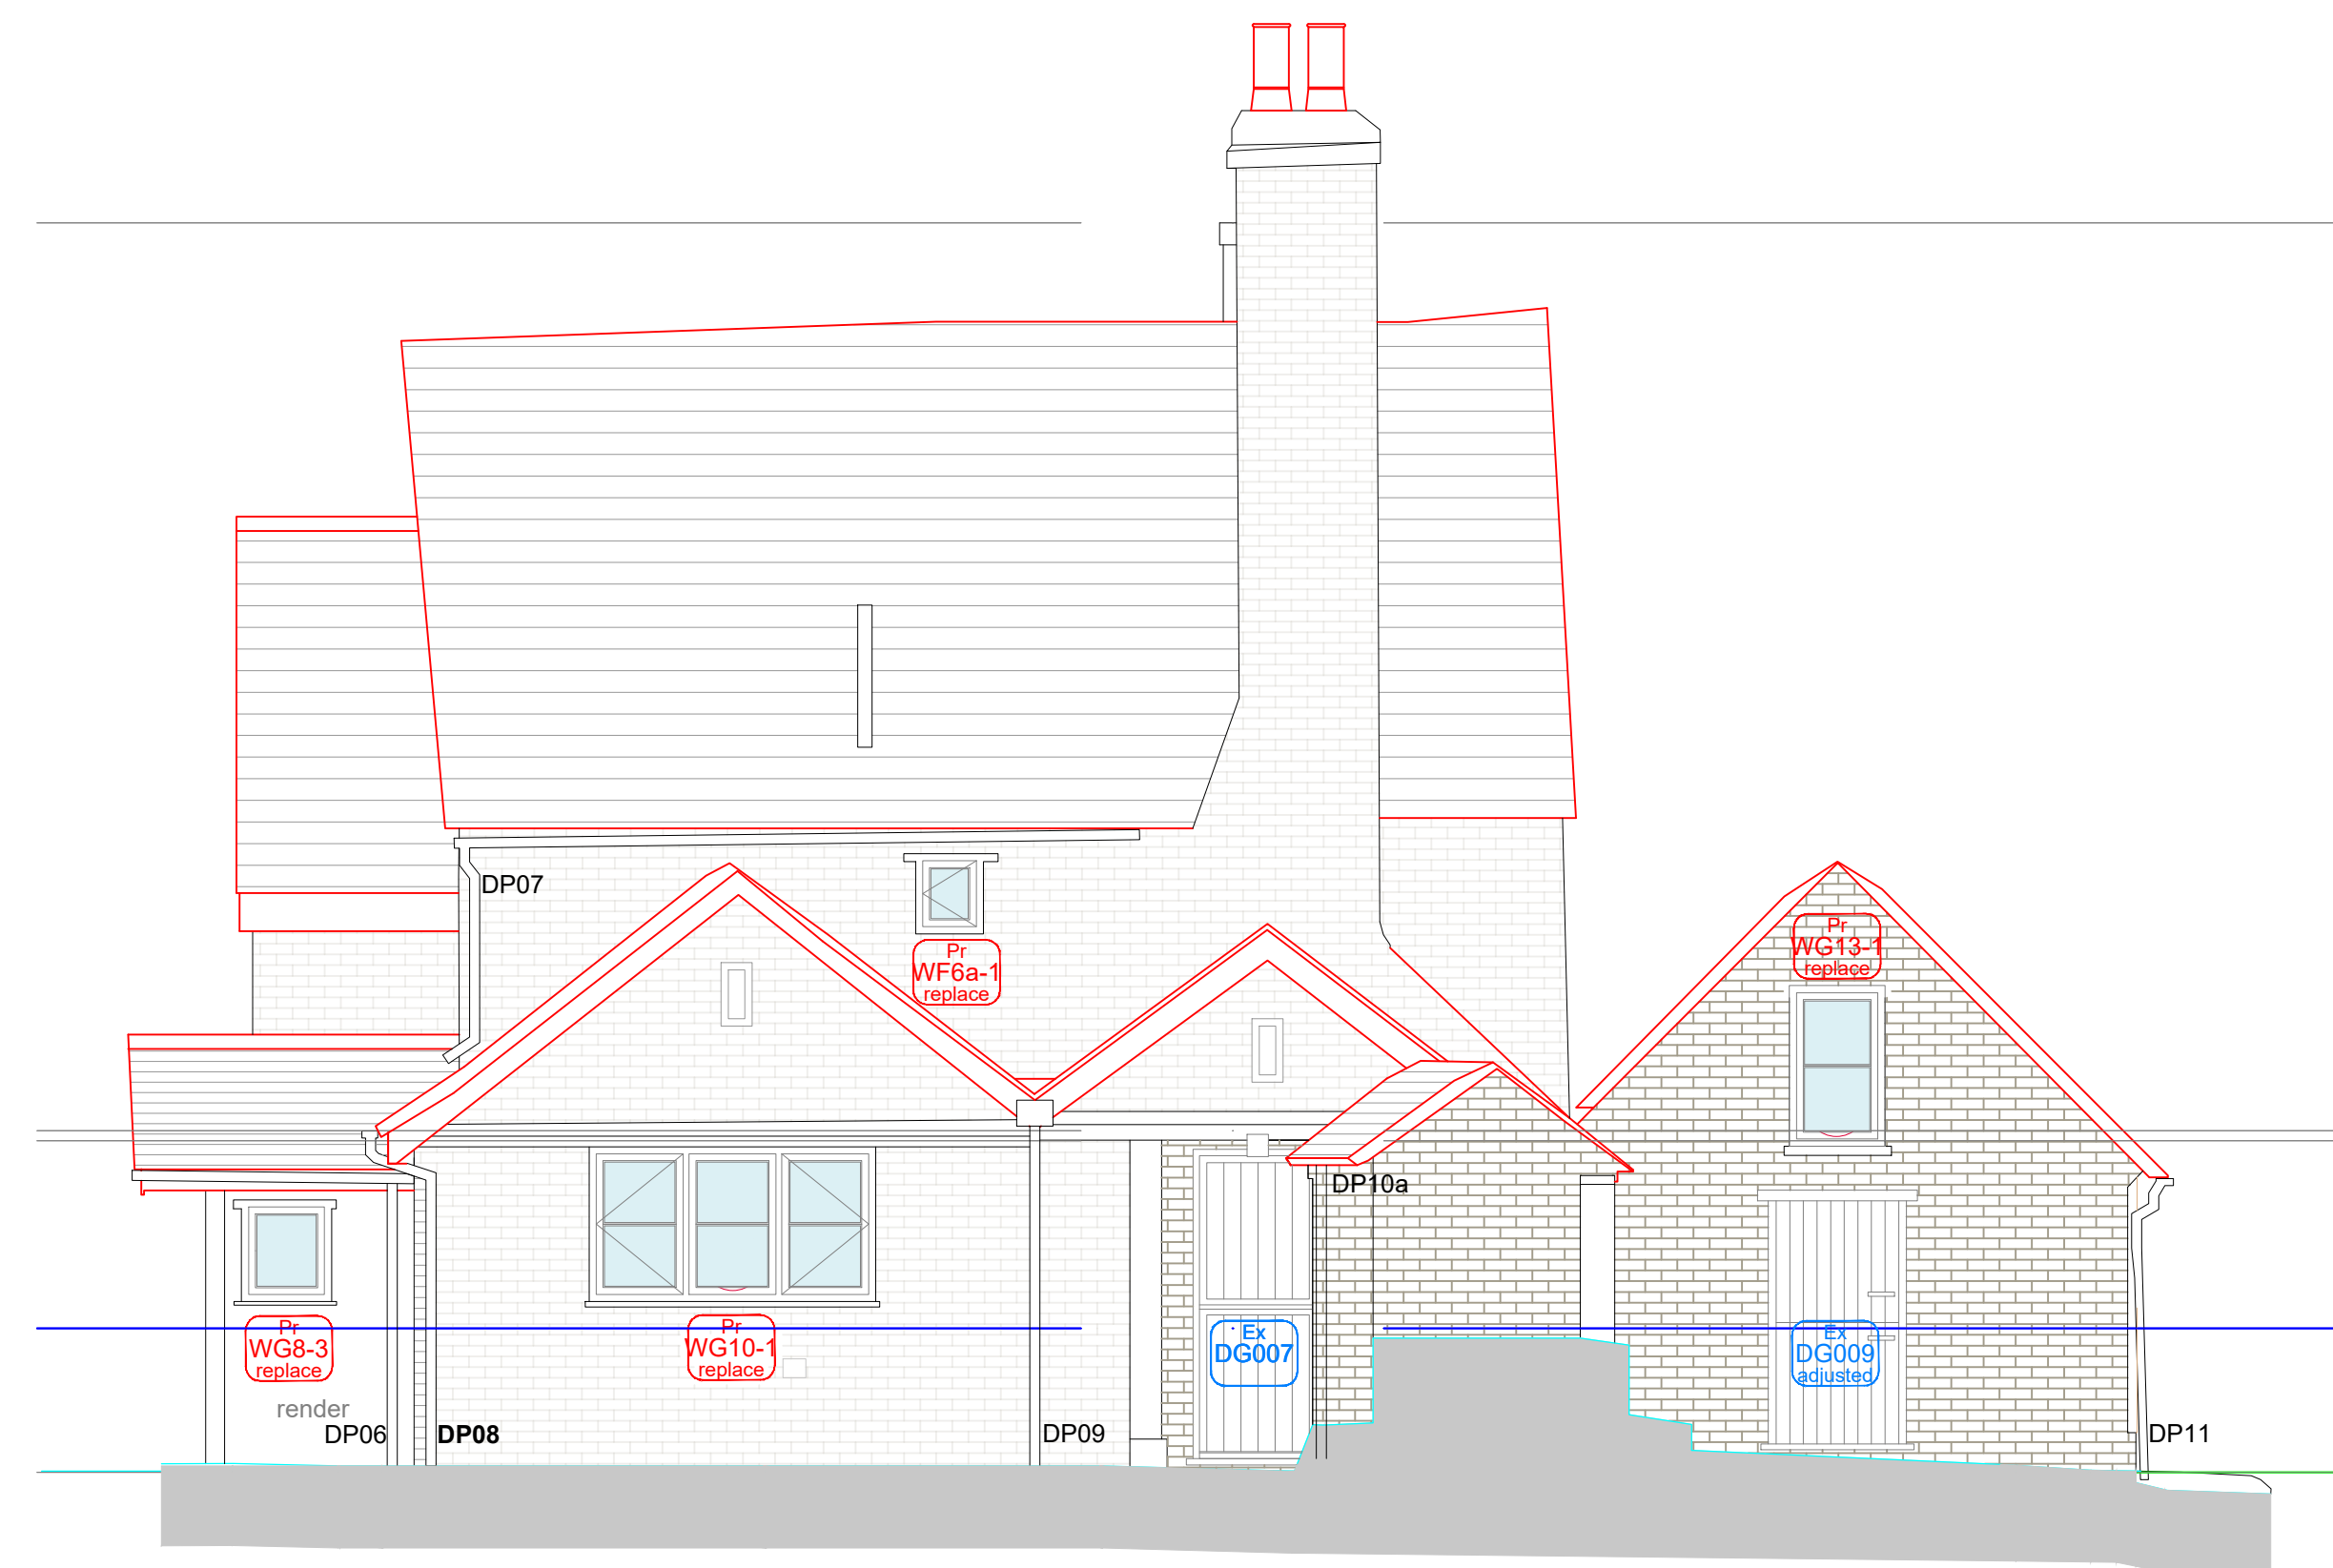 DP07
Pr
WF6a-1
replace
Pr
WG13-1
replace
DP10a
Pr
WG8-3
replace
Pr
WG10-1
replace
Ex
DG007
Ex
DG009
adjusted
render
DP06
DP08
DP09
DP11